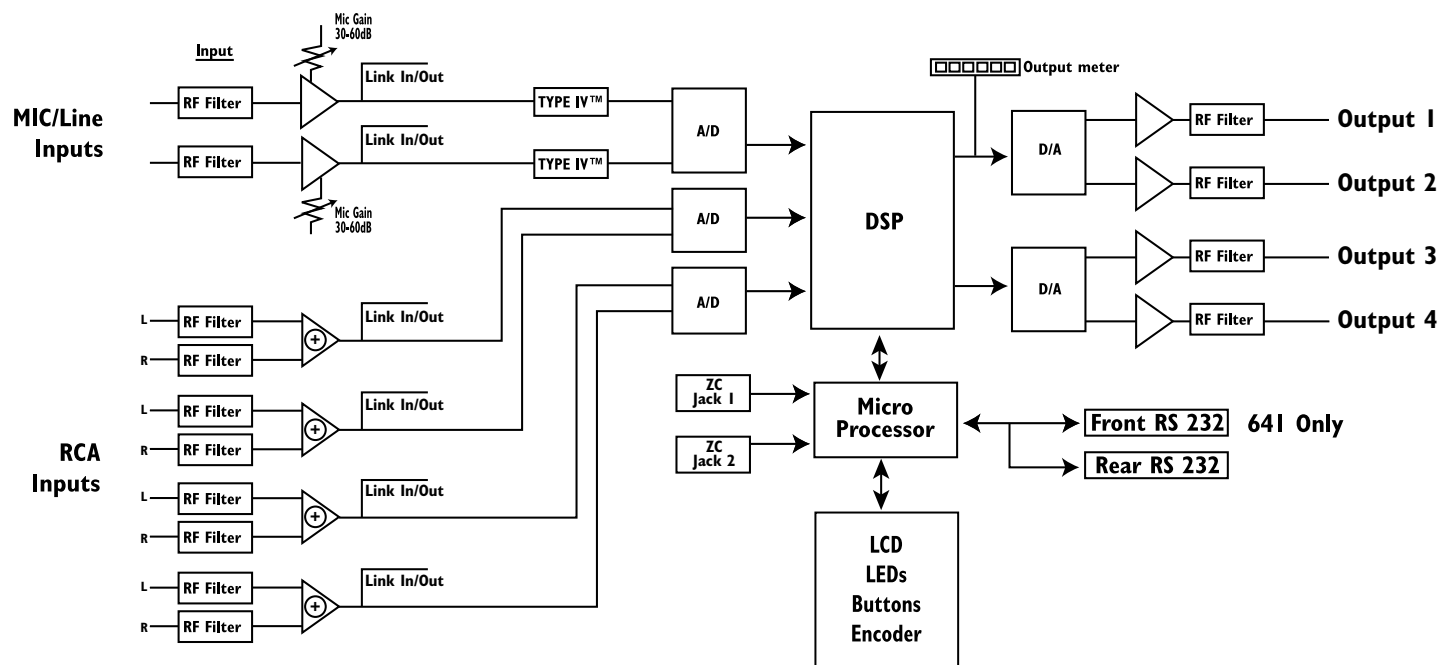 Mic Gain
30-60dB
Input
RF Filter
Link In/Out
TYPE IV™
MIC/Line
Inputs
RF Filter
Link In/Out
TYPE IV™
Mic Gain
30-60dB
A/D
A/D
A/D
DSP
Output meter
D/A
RF Filter
Output 1
RF Filter
Output 2
D/A
RF Filter
Output 3
RF Filter
Output 4
RCA
Inputs
L
RF Filter
R
RF Filter
Link In/Out
L
RF Filter
R
RF Filter
Link In/Out
L
RF Filter
R
RF Filter
Link In/Out
L
RF Filter
R
RF Filter
Link In/Out
ZC
Jack 1
ZC
Jack 2
Micro
Processor
Front RS 232
641 Only
Rear RS 232
LCD
LEDs
Buttons
Encoder